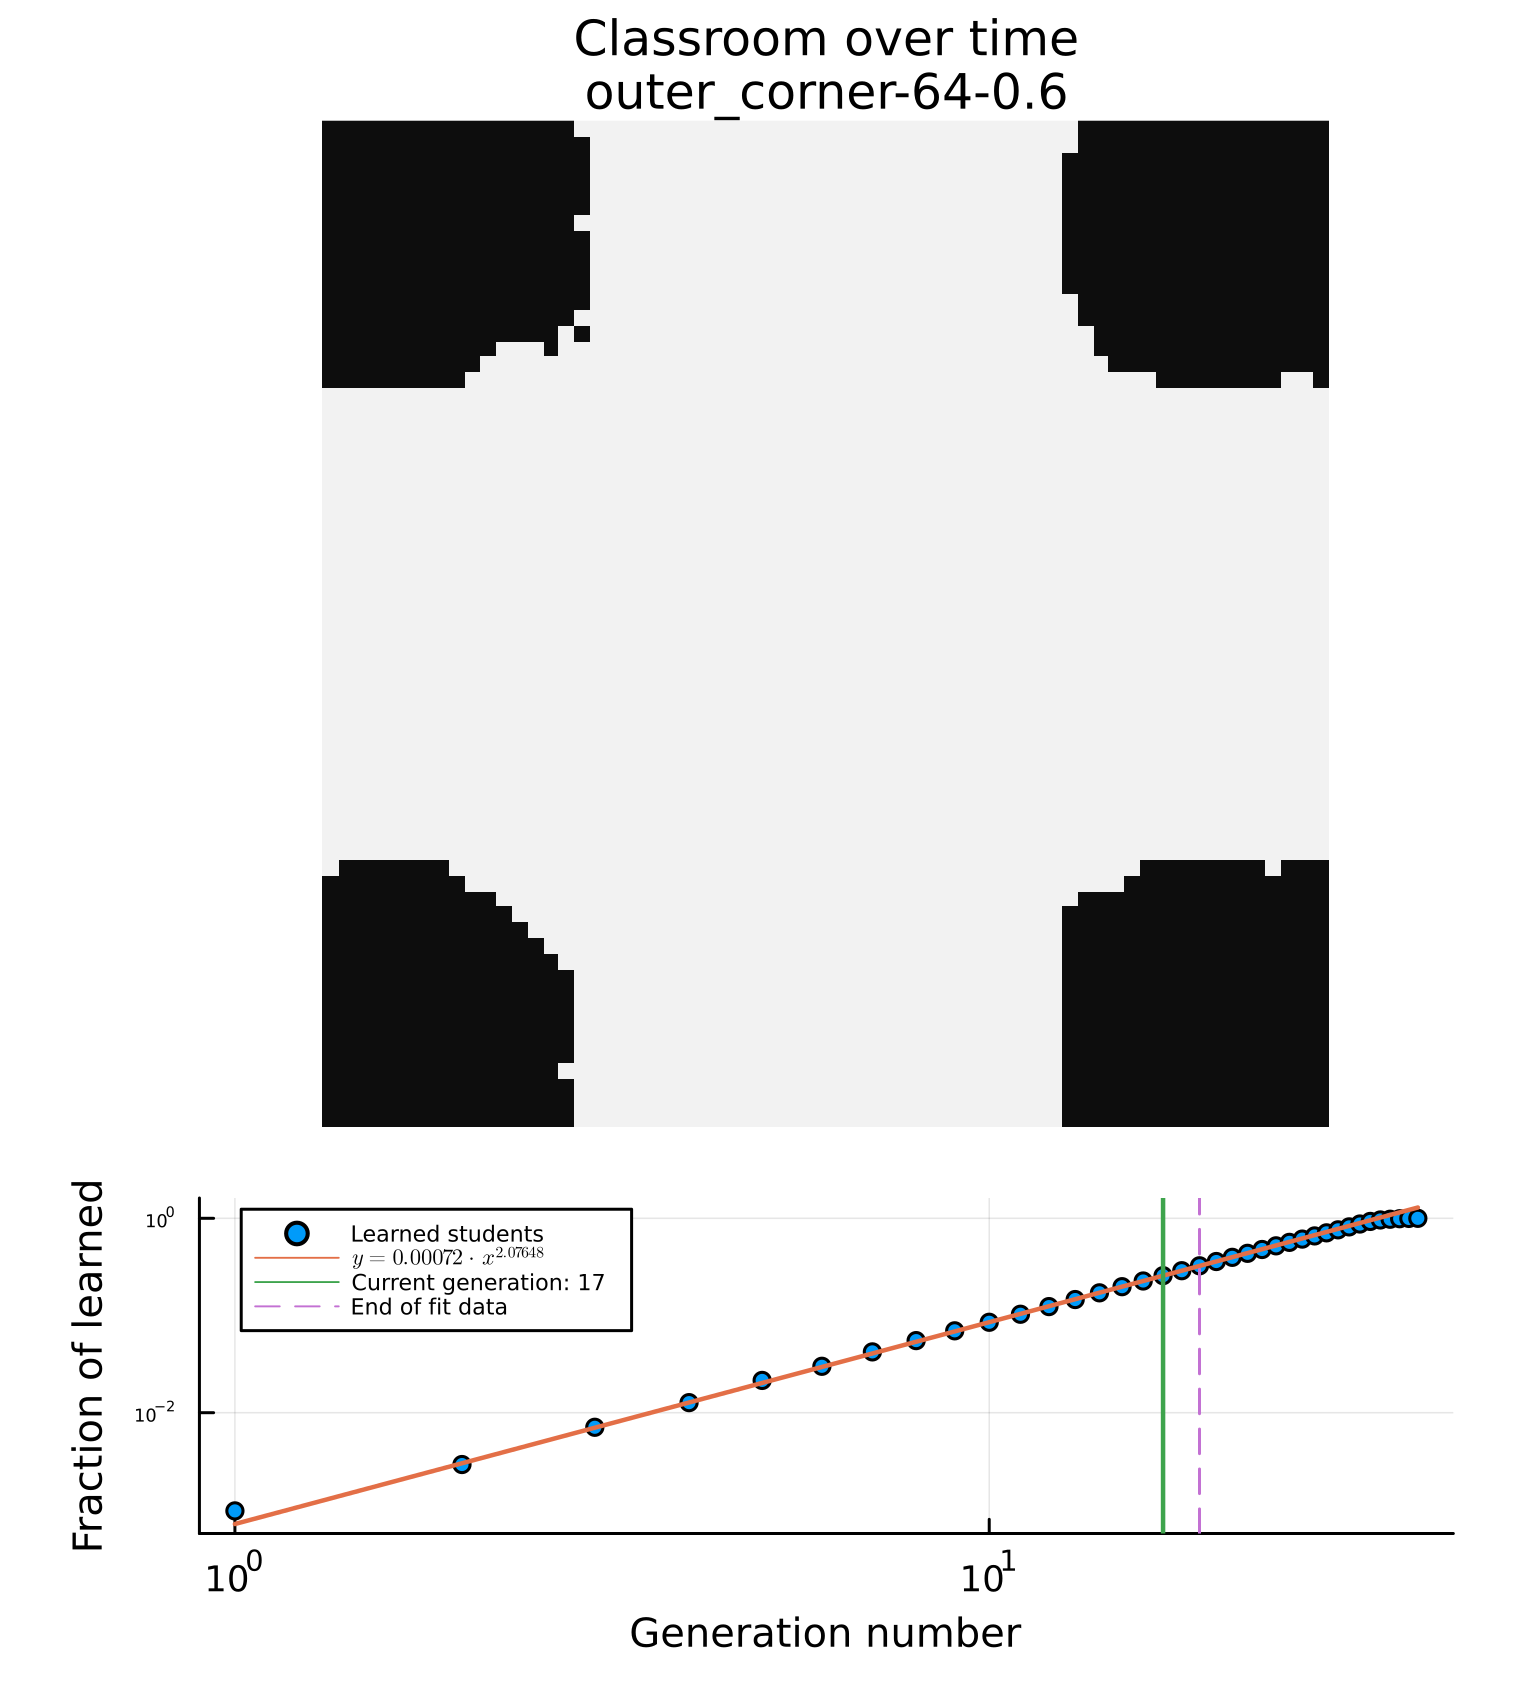 Classroom over time
outer_corner-64-0.6
Fraction of learned
10^0
10^-2
Learned students
y = 0.00072 · x^2.07648
Current generation: 17
End of fit data
10^0
10^1
Generation number